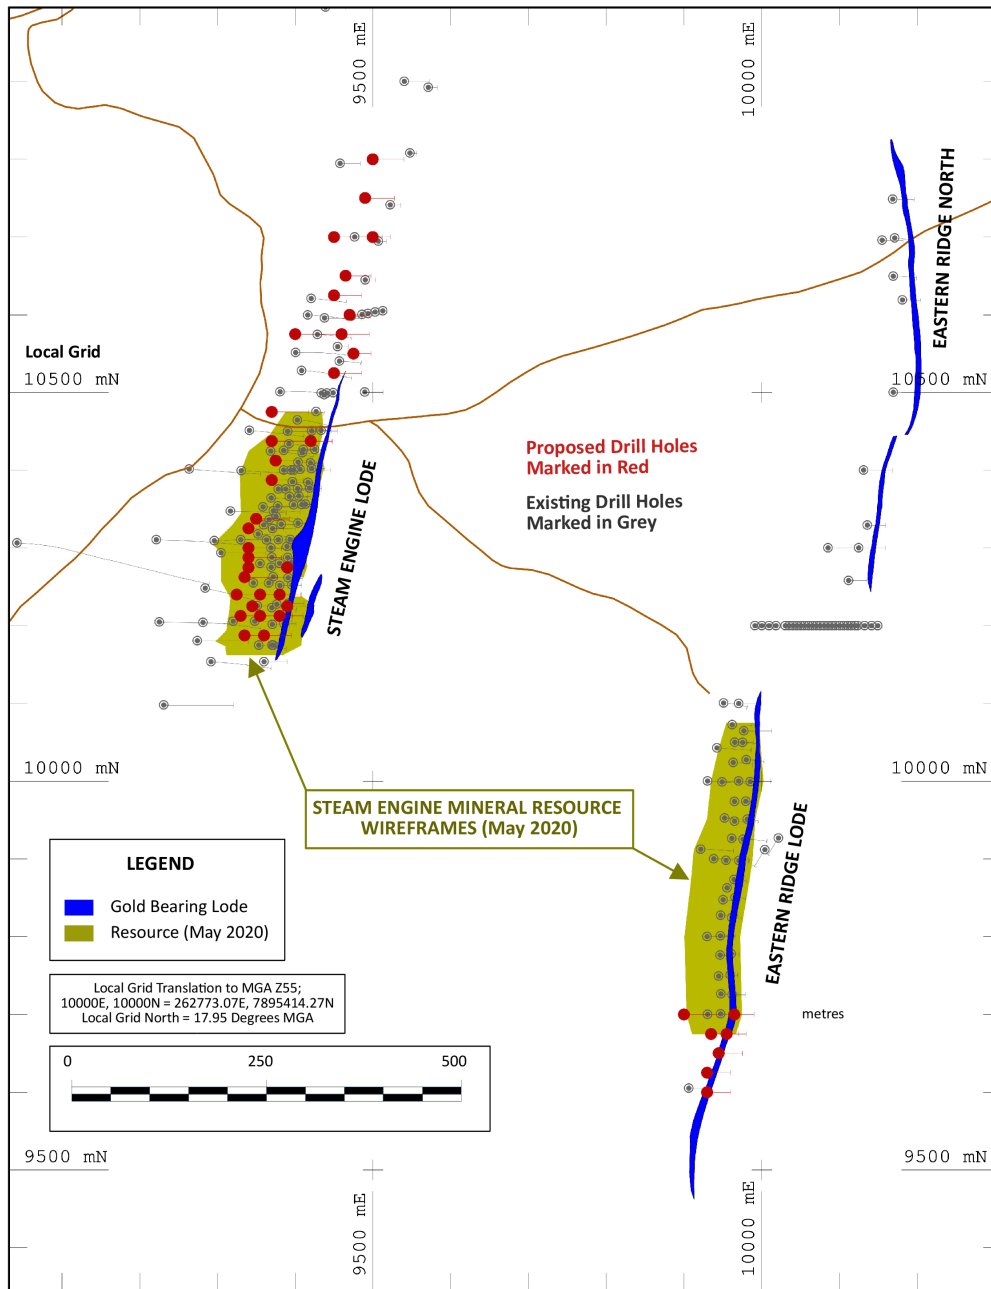 9500 mE
10000 mE
EASTERN RIDGE NORTH
Local Grid
10500 mN
10500 mN
Proposed Drill Holes
Marked in Red
Existing Drill Holes
Marked in Grey
STEAM ENGINE LODE
10000 mN
10000 mN
STEAM ENGINE MINERAL RESOURCE
WIREFRAMES (May 2020)
EASTERN RIDGE LODE
LEGEND
Gold Bearing Lode
Resource (May 2020)
Local Grid Translation to MGA Z55;
10000E, 10000N = 262773.07E, 7895414.27N
Local Grid North = 17.95 Degrees MGA
metres
0 250 500
9500 mN
9500 mN
9500 mE
10000 mE